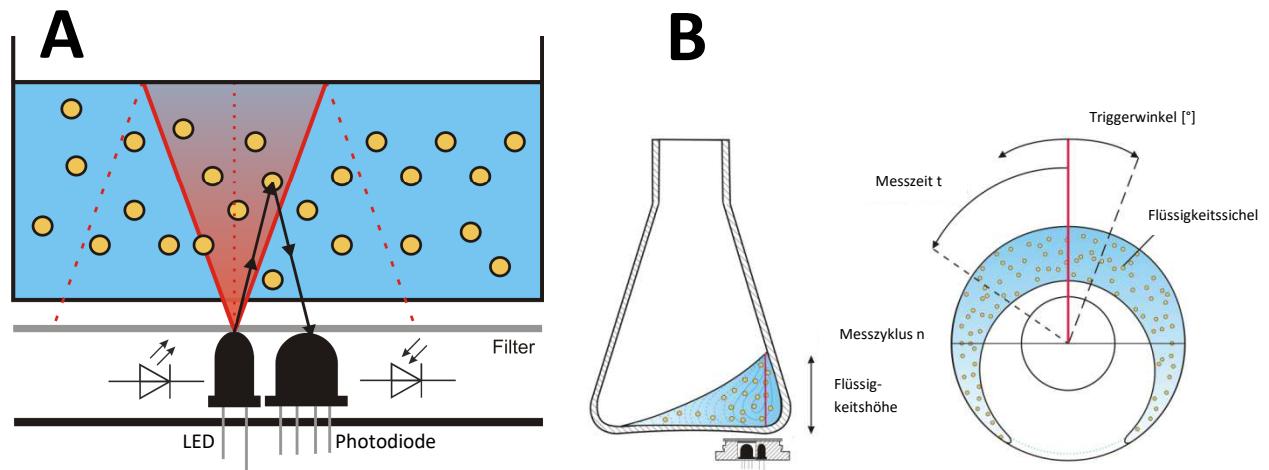 A
Filter
LED
Photodiode
B
Flüssig-
keitshöhe
Triggerwinkel [°]
Messzeit t
Flüssigkeitssichel
Messzyklus n